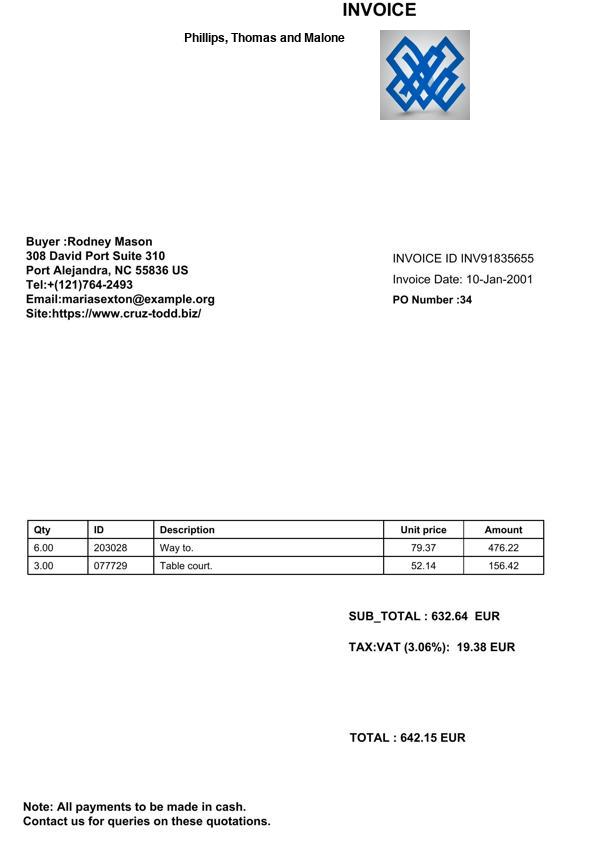 INVOICE
Phillips, Thomas and Malone
Buyer :Rodney Mason
308 David Port Suite 310
Port Alejandra, NC 55836 US
Tel:+(121)764-2493
Email:mariasexton@example.org
Site:https://www.cruz-todd.biz/
INVOICE ID INV91835655
Invoice Date: 10-Jan-2001
PO Number :34
Qty ID Description Unit price Amount
6.00 203028 Way to. 79.37 476.22
3.00 077729 Table court. 52.14 156.42
SUB_TOTAL : 632.64 EUR
TAX:VAT (3.06%): 19.38 EUR
TOTAL : 642.15 EUR
Note: All payments to be made in cash.
Contact us for queries on these quotations.